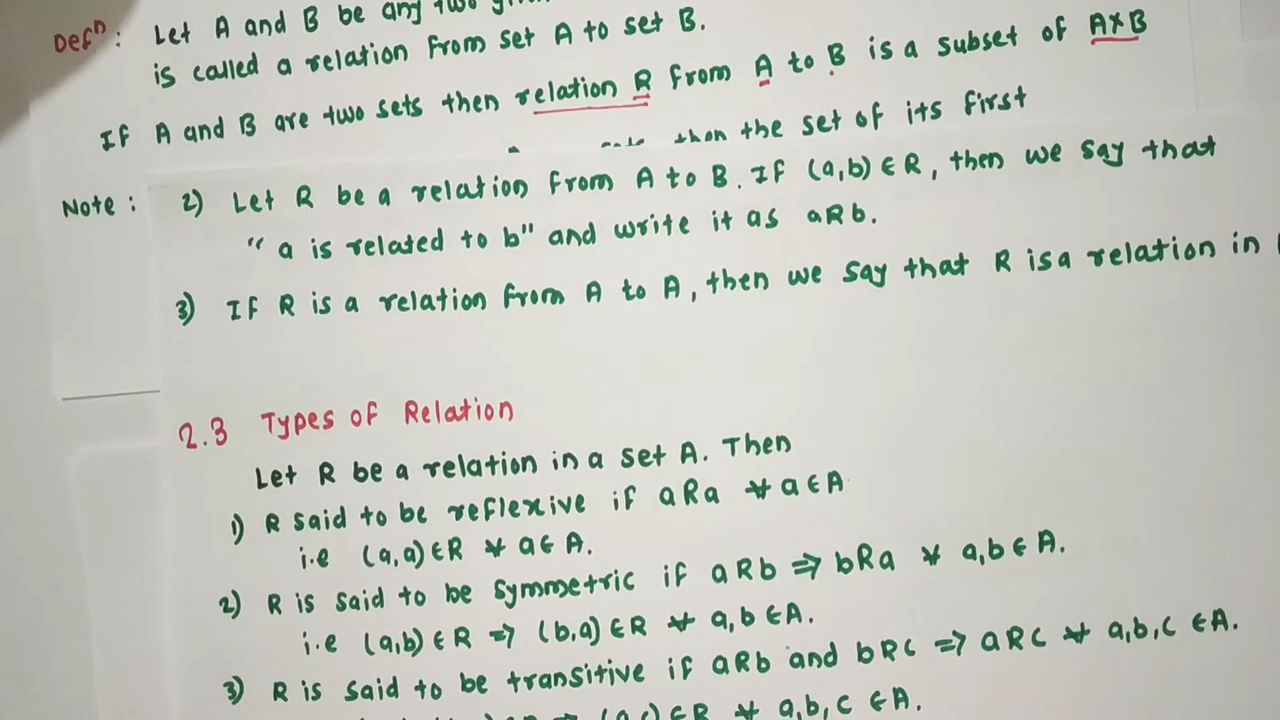 Defⁿ : Let A and B be any two
is called a relation from set A to set B.
If A and B are two sets then relation R from A to B is a subset of A×B
than the set of its first
Note : 2) Let R be a relation from A to B. If (a,b) ∈ R, then we say that
" a is related to b" and write it as aRb.
3) If R is a relation from A to A, then we say that R is a relation in
2.3 Types of Relation
Let R be a relation in a set A. Then
1) R said to be reflexive if aRa ∀ a ∈ A
i.e (a,a) ∈ R ∀ a ∈ A.
2) R is said to be symmetric if aRb ⇒ bRa ∀ a,b ∈ A.
i.e (a,b) ∈ R ⇒ (b,a) ∈ R ∀ a,b ∈ A.
3) R is said to be transitive if aRb and bRc ⇒ aRc ∀ a,b,c ∈ A.
∈ R ∀ a,b,c ∈ A.